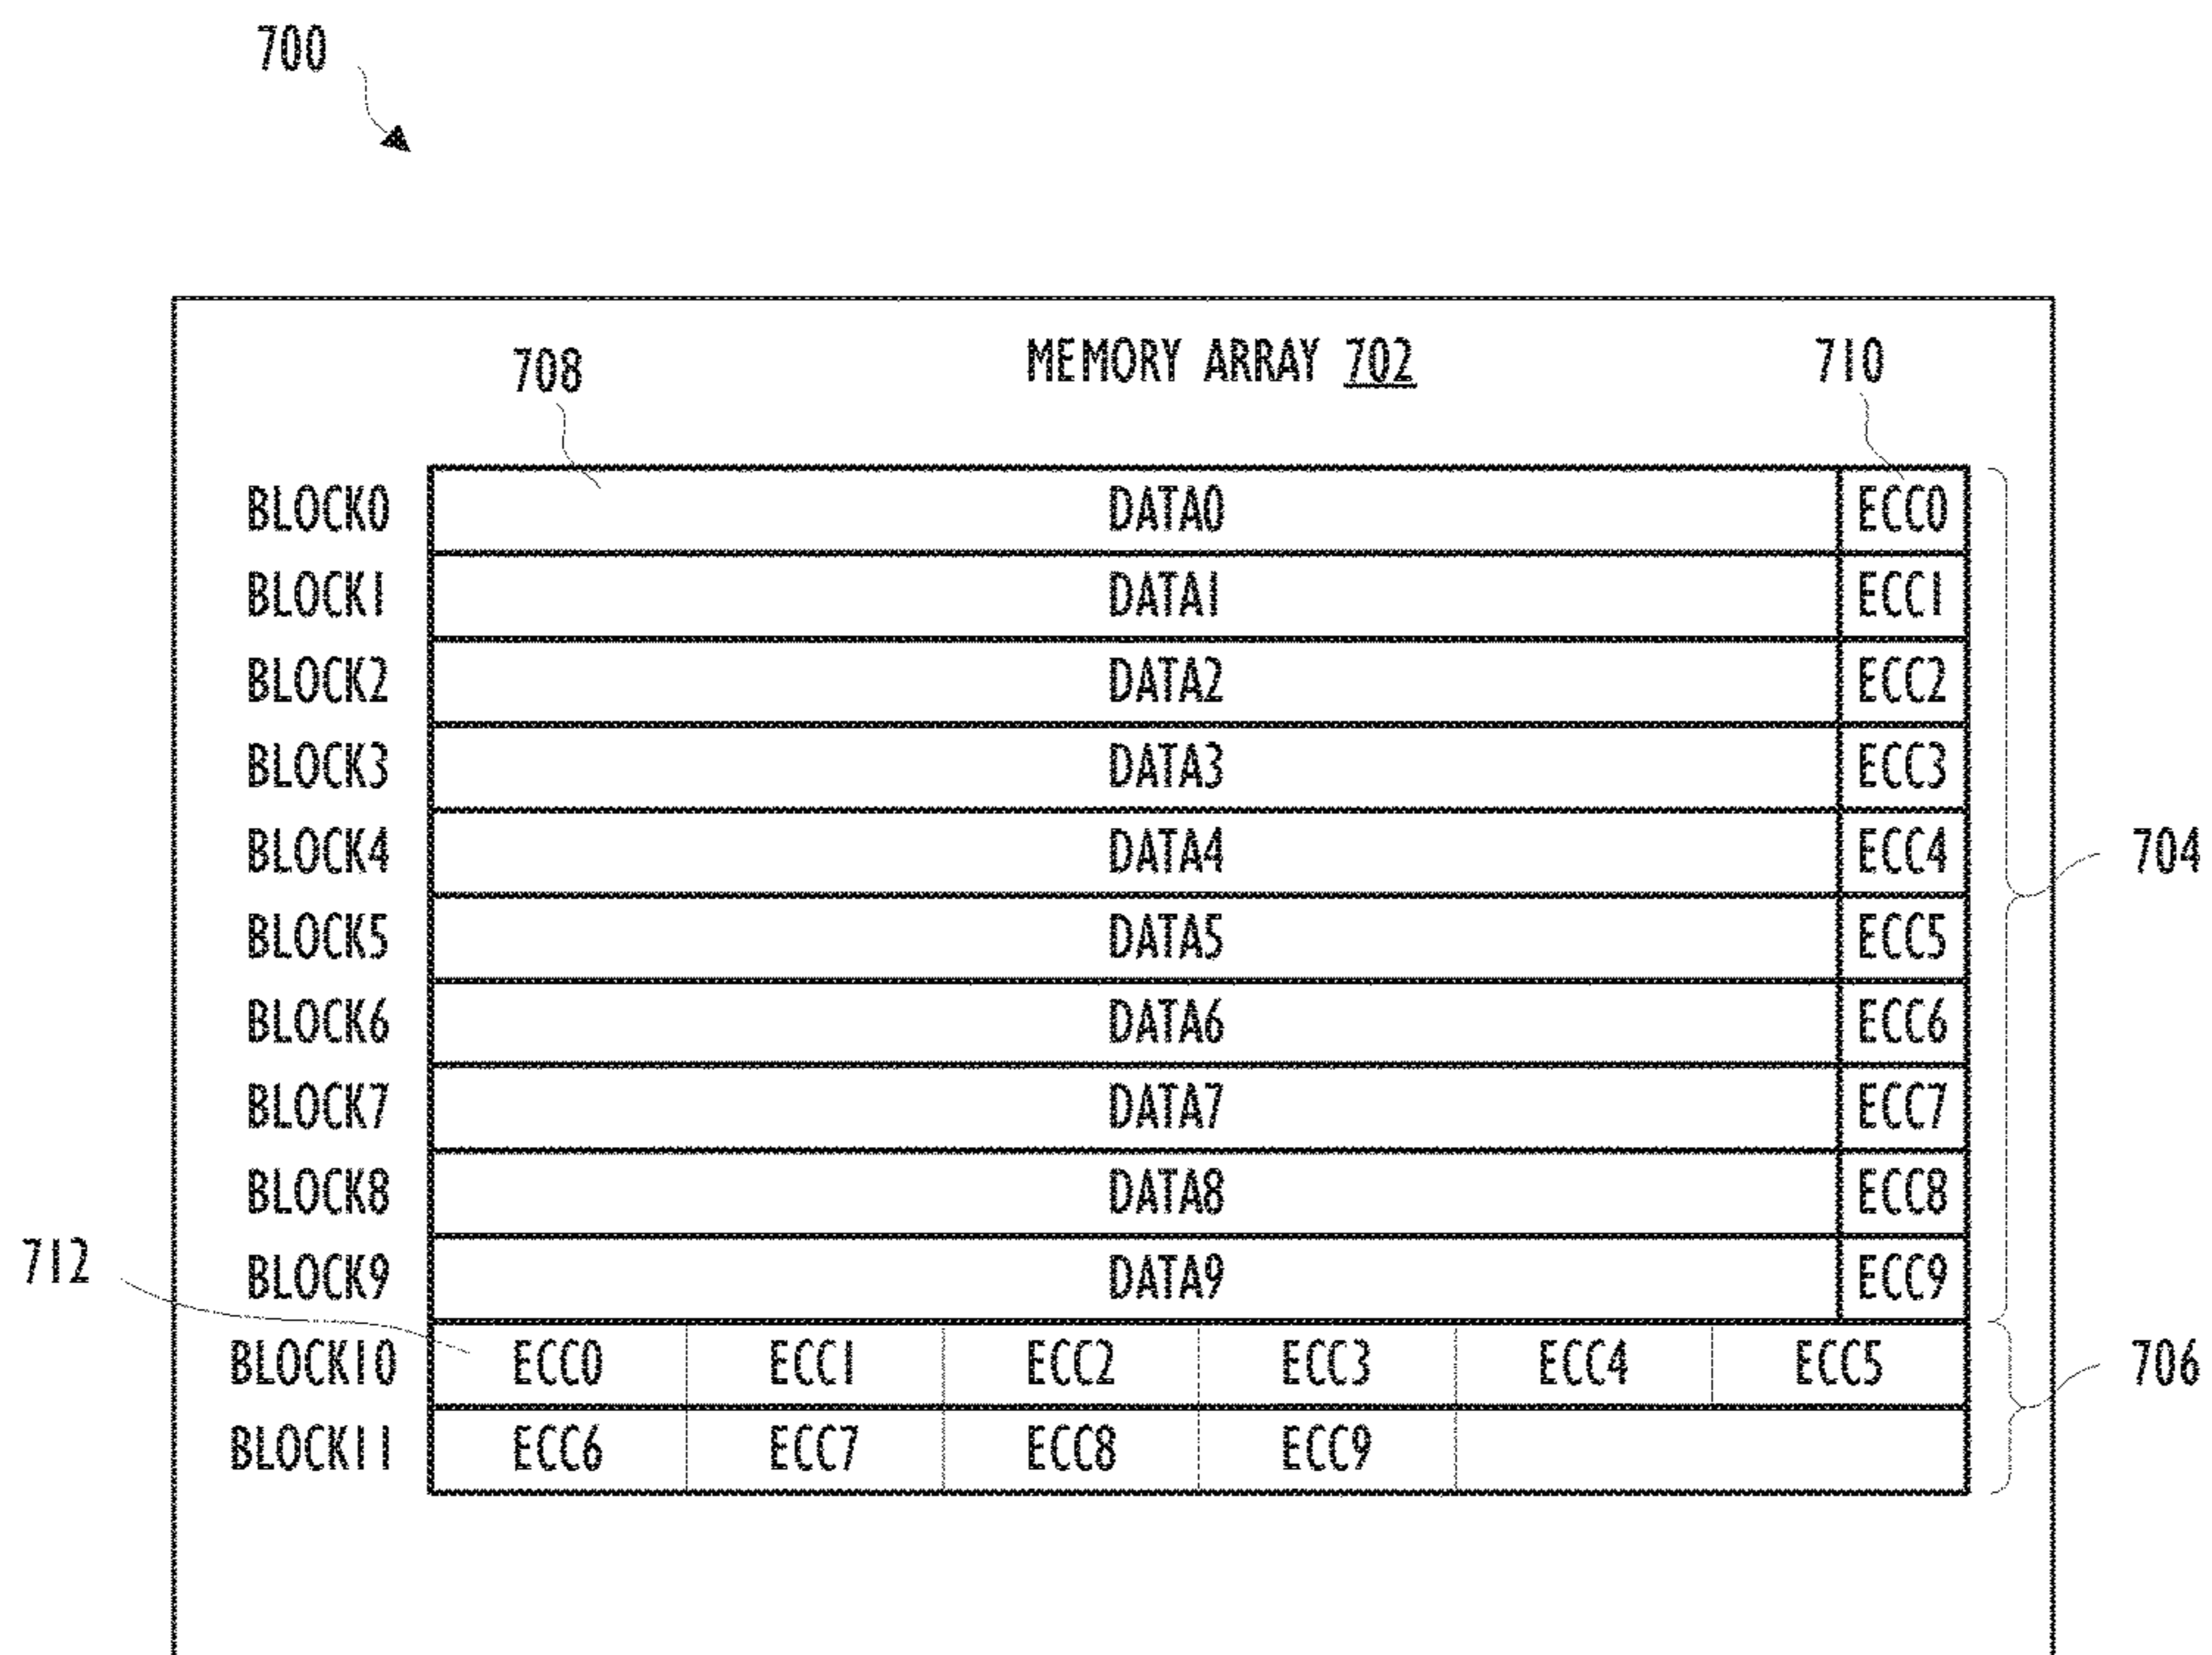 700
MEMORY ARRAY 702
708
710
BLOCK0 DATA0 ECC0
BLOCK1 DATA1 ECC1
BLOCK2 DATA2 ECC2
BLOCK3 DATA3 ECC3
BLOCK4 DATA4 ECC4
704
BLOCK5 DATA5 ECC5
BLOCK6 DATA6 ECC6
BLOCK7 DATA7 ECC7
BLOCK8 DATA8 ECC8
712
BLOCK9 DATA9 ECC9
BLOCK10 ECC0 ECC1 ECC2 ECC3 ECC4 ECC5
706
BLOCK11 ECC6 ECC7 ECC8 ECC9